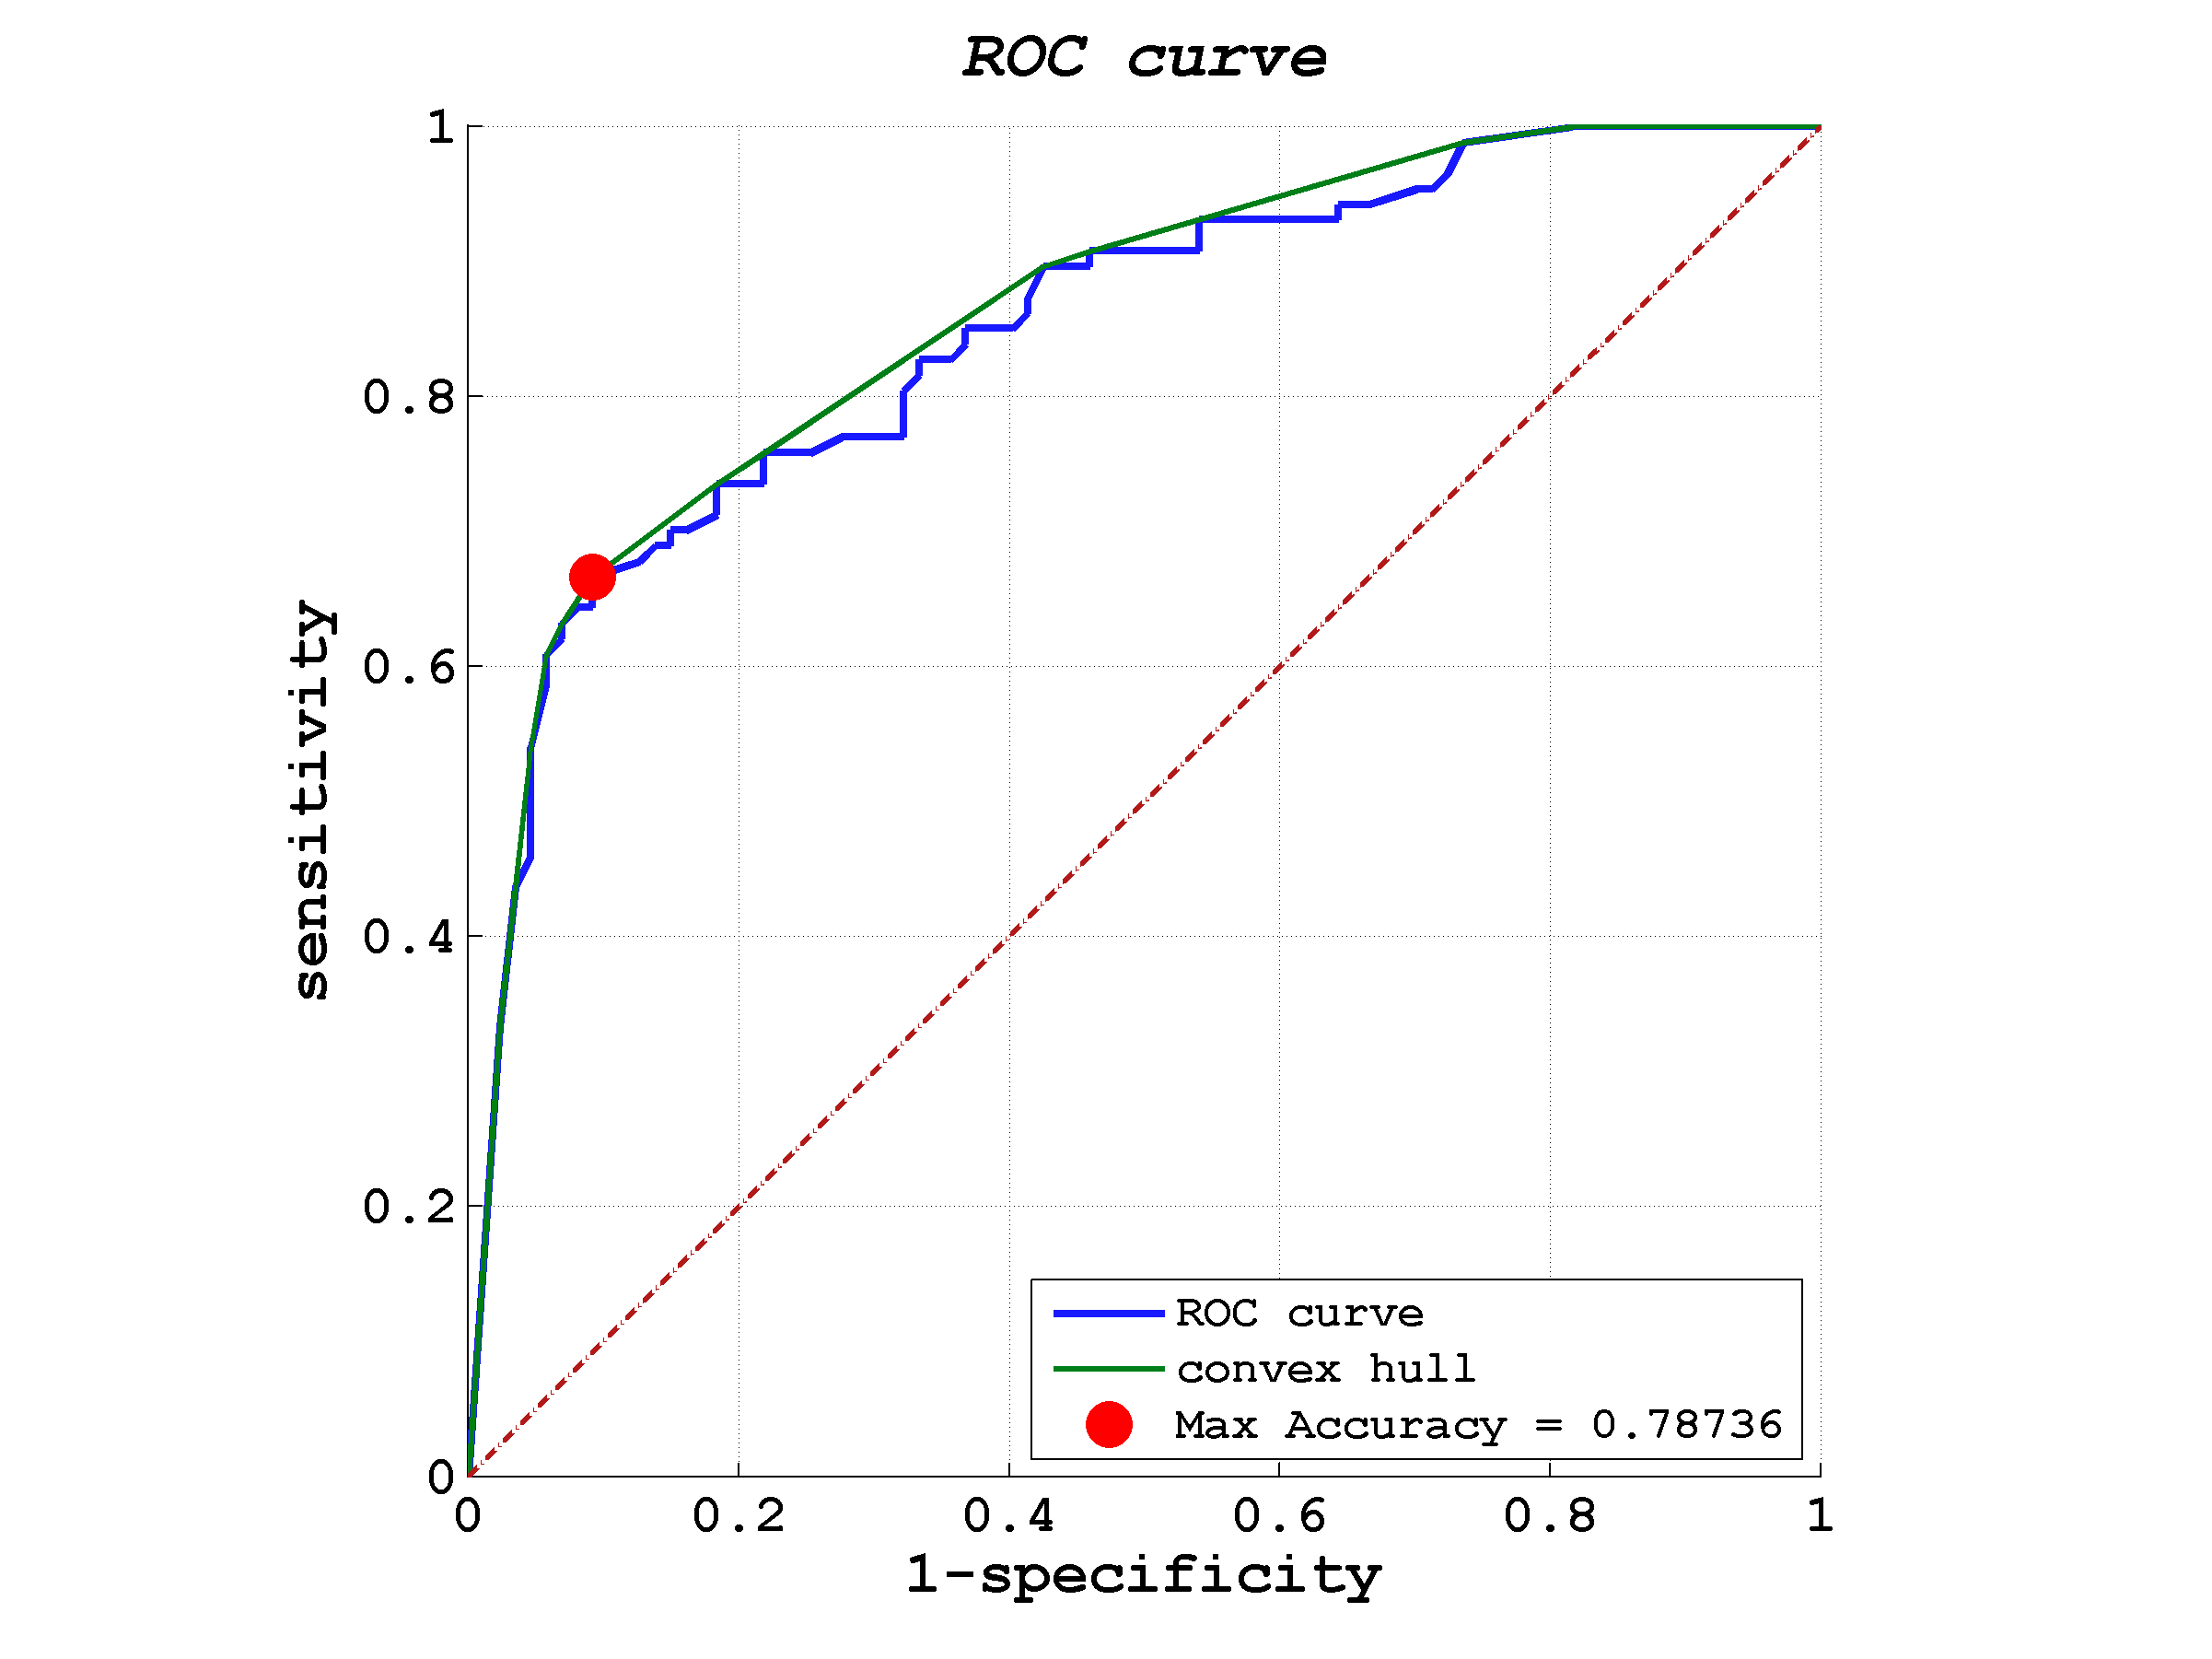 ROC curve
1
0.8
0.6
0.4
0.2
0
sensitivity
0 0.2 0.4 0.6 0.8 1
1-specificity
ROC curve
convex hull
Max Accuracy = 0.78736